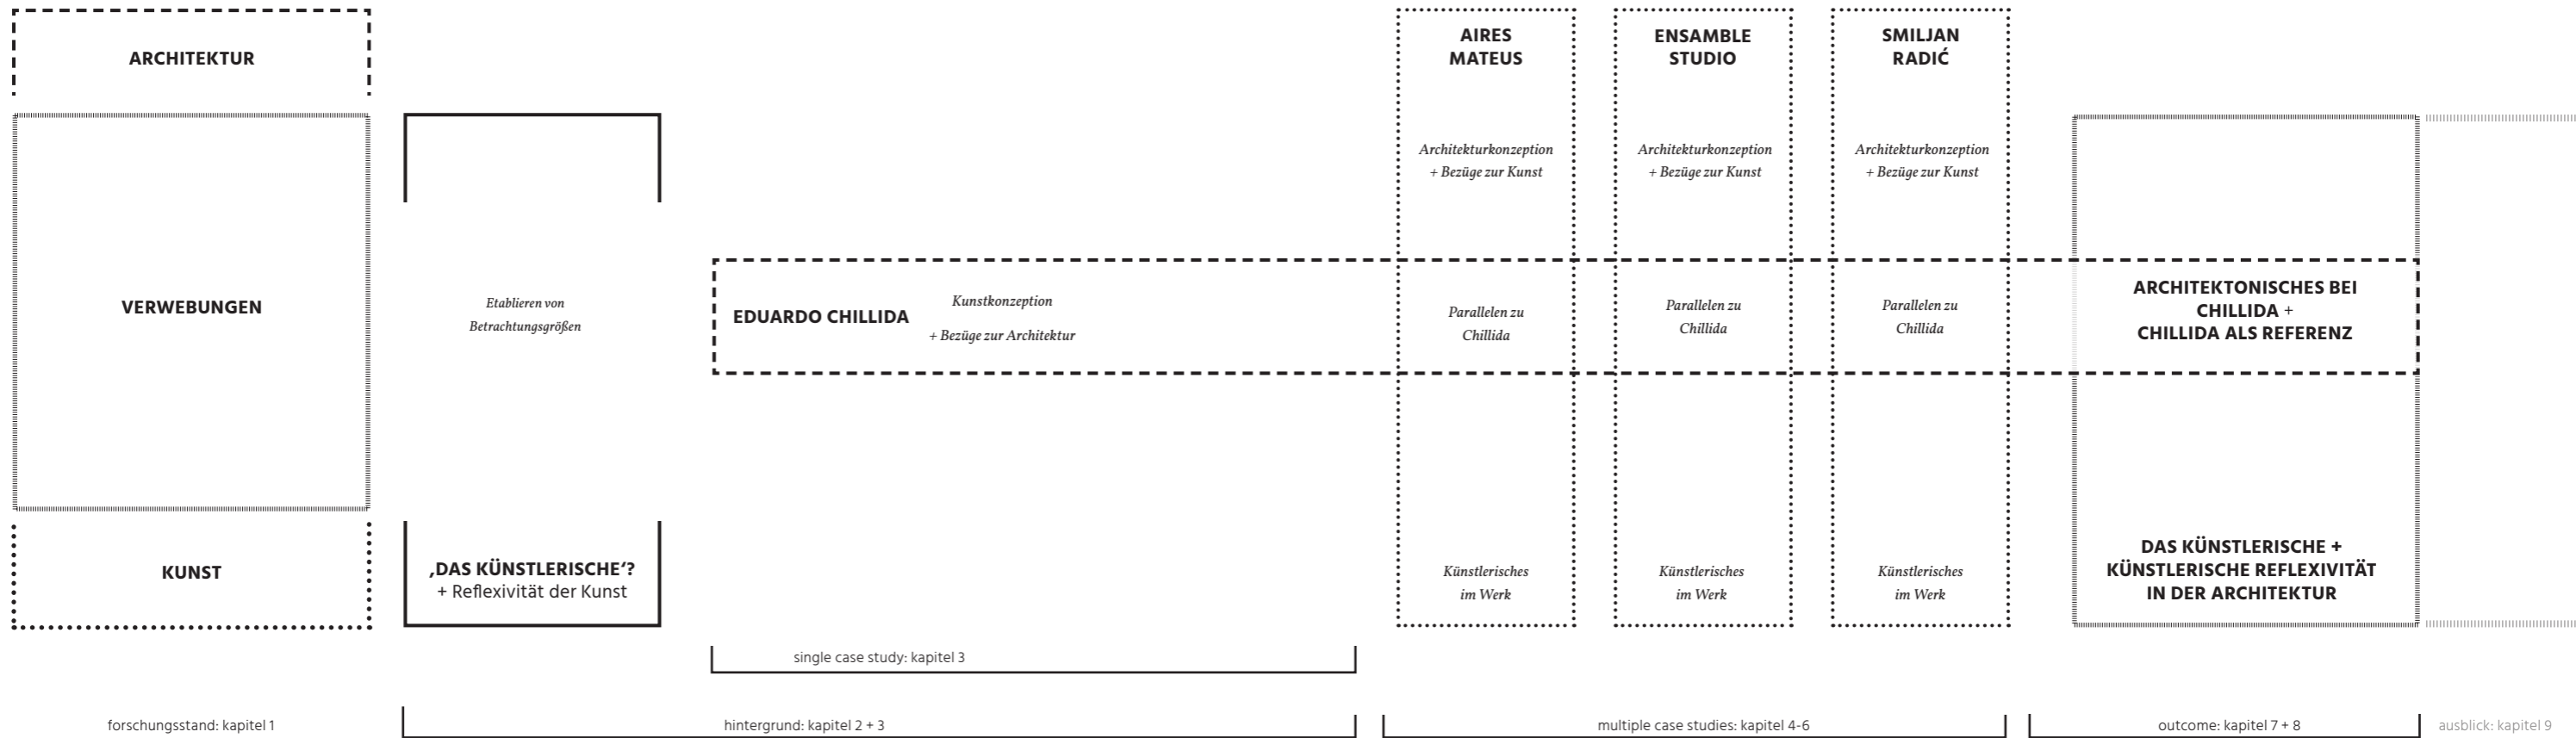 ARCHITEKTUR
VERWEBUNGEN
KUNST
Etablieren von
Betrachtungsgrößen
‚DAS KÜNSTLERISCHE‘?
+ Reflexivität der Kunst
EDUARDO CHILLIDA
Kunstkonzeption
+ Bezüge zur Architektur
AIRES
MATEUS
Architekturkonzeption
+ Bezüge zur Kunst
Parallelen zu
Chillida
Künstlerisches
im Werk
ENSAMBLE
STUDIO
Architekturkonzeption
+ Bezüge zur Kunst
Parallelen zu
Chillida
Künstlerisches
im Werk
SMILJAN
RADIĆ
Architekturkonzeption
+ Bezüge zur Kunst
Parallelen zu
Chillida
Künstlerisches
im Werk
ARCHITEKTONISCHES BEI
CHILLIDA +
CHILLIDA ALS REFERENZ
DAS KÜNSTLERISCHE +
KÜNSTLERISCHE REFLEXIVITÄT
IN DER ARCHITEKTUR
single case study: kapitel 3
forschungsstand: kapitel 1
hintergrund: kapitel 2 + 3
multiple case studies: kapitel 4-6
outcome: kapitel 7 + 8
ausblick: kapitel 9